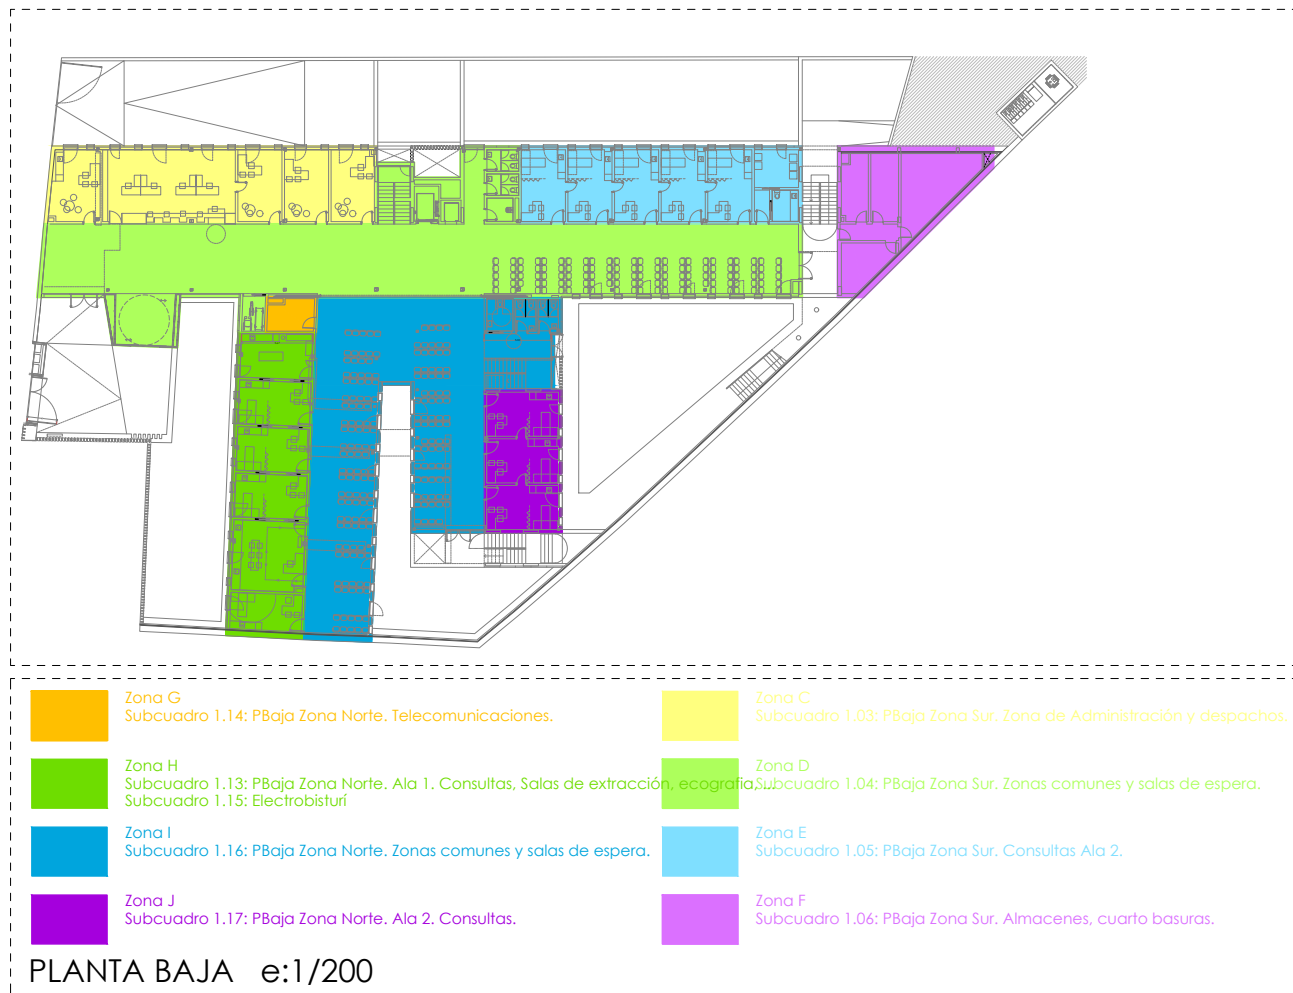 Zona G
Subcuadro 1.14: PBaja Zona Norte. Telecomunicaciones.
Zona H
Subcuadro 1.13: PBaja Zona Norte. Ala 1. Consultas, Salas de extracción, ecografia,...
Subcuadro 1.15: Electrobisturí
Zona I
Subcuadro 1.16: PBaja Zona Norte. Zonas comunes y salas de espera.
Zona J
Subcuadro 1.17: PBaja Zona Norte. Ala 2. Consultas.
Zona C
Subcuadro 1.03: PBaja Zona Sur. Zona de Administración y despachos.
Zona D
Subcuadro 1.04: PBaja Zona Sur. Zonas comunes y salas de espera.
Zona E
Subcuadro 1.05: PBaja Zona Sur. Consultas Ala 2.
Zona F
Subcuadro 1.06: PBaja Zona Sur. Almacenes, cuarto basuras.
PLANTA BAJA e:1/200